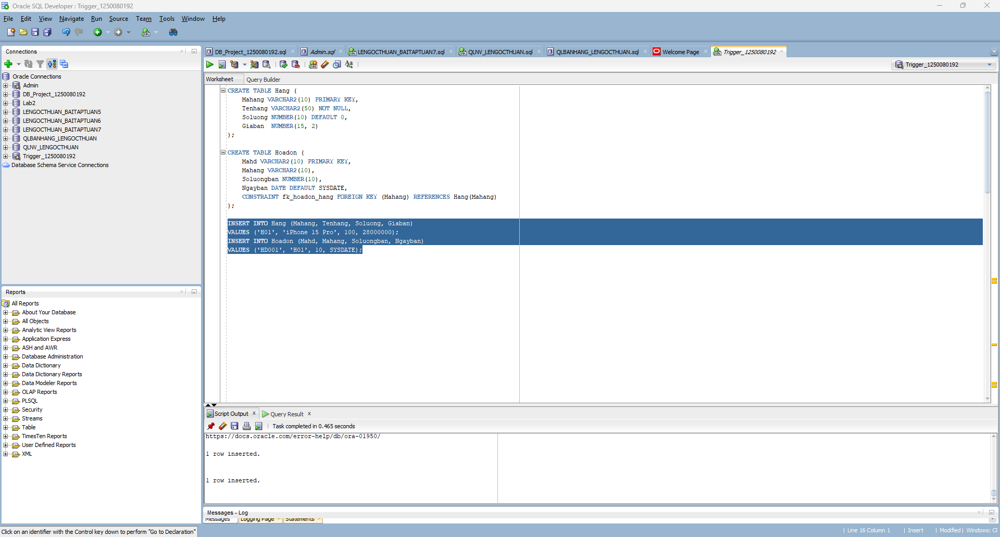 Oracle SQL Developer : Trigger_1250080192
File Edit View Navigate Run Source Team Tools Window Help
Connections
Oracle Connections
Admin
DB_Project_1250080192
Lab2
LENGOCTHUAN_BAITAPTUAN5
LENGOCTHUAN_BAITAPTUAN6
LENGOCTHUAN_BAITAPTUAN7
QLBANHANG_LENGOCTHUAN
QLNV_LENGOCTHUAN
Trigger_1250080192
Database Schema Service Connections
Reports
All Reports
About Your Database
All Objects
Analytic View Reports
Application Express
ASH and AWR
Database Administration
Data Dictionary
Data Dictionary Reports
Data Modeler Reports
OLAP Reports
PLSQL
Security
Streams
Table
TimesTen Reports
User Defined Reports
XML
DB_Project_1250080192.sql Admin.sql LENGOCTHUAN_BAITAPTUAN7.sql QLNV_LENGOCTHUAN.sql QLBANHANG_LENGOCTHUAN.sql Welcome Page Trigger_1250080192
Trigger_1250080192
Worksheet Query Builder
CREATE TABLE Hang (
Mahang VARCHAR2(10) PRIMARY KEY,
Tenhang VARCHAR2(50) NOT NULL,
Soluong NUMBER(10) DEFAULT 0,
Giaban NUMBER(15, 2)
);
CREATE TABLE Hoadon (
Mahd VARCHAR2(10) PRIMARY KEY,
Mahang VARCHAR2(10),
Soluongban NUMBER(10),
Ngayban DATE DEFAULT SYSDATE,
CONSTRAINT fk_hoadon_hang FOREIGN KEY (Mahang) REFERENCES Hang(Mahang)
);
INSERT INTO Hang (Mahang, Tenhang, Soluong, Giaban)
VALUES ('H01', 'iPhone 15 Pro', 100, 28000000);
INSERT INTO Hoadon (Mahd, Mahang, Soluongban, Ngayban)
VALUES ('HD001', 'H01', 10, SYSDATE);
Script Output Query Result
Task completed in 0.465 seconds
https://docs.oracle.com/error-help/db/ora-01950/
1 row inserted.
1 row inserted.
Messages - Log
Messages Logging Page Statements
Click on an identifier with the Control key down to perform "Go to Declaration"
Line 16 Column 1 Insert Modified Windows: CF